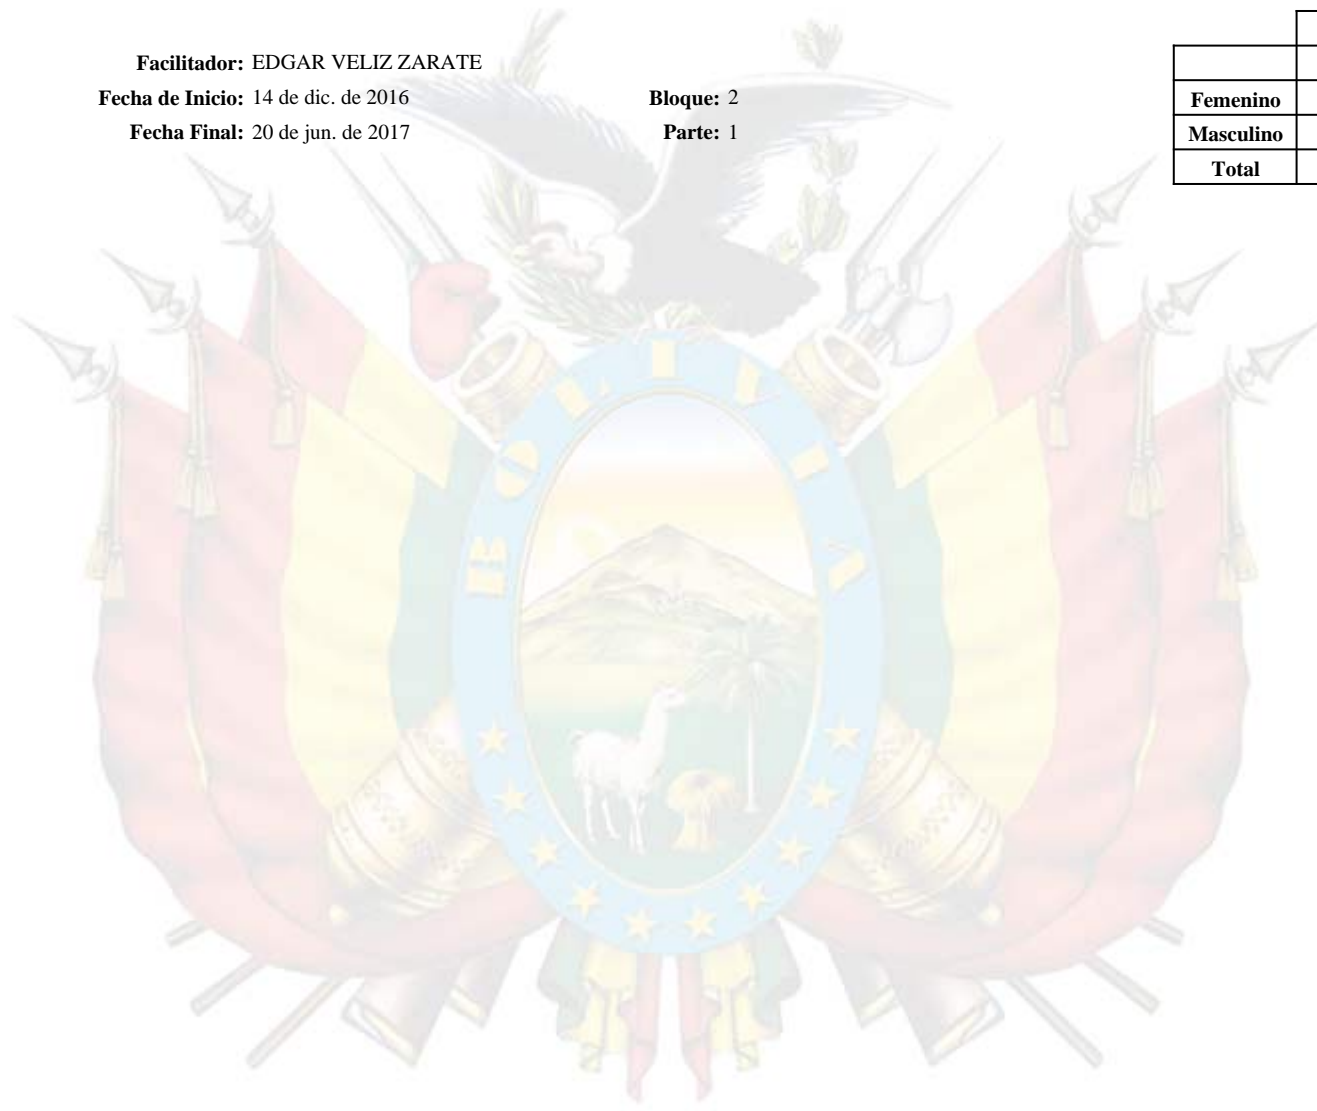 Facilitador: EDGAR VELIZ ZARATE
Fecha de Inicio: 14 de dic. de 2016 Bloque: 2
Fecha Final: 20 de jun. de 2017 Parte: 1
Femenino
Masculino
Total
BOLIVIA